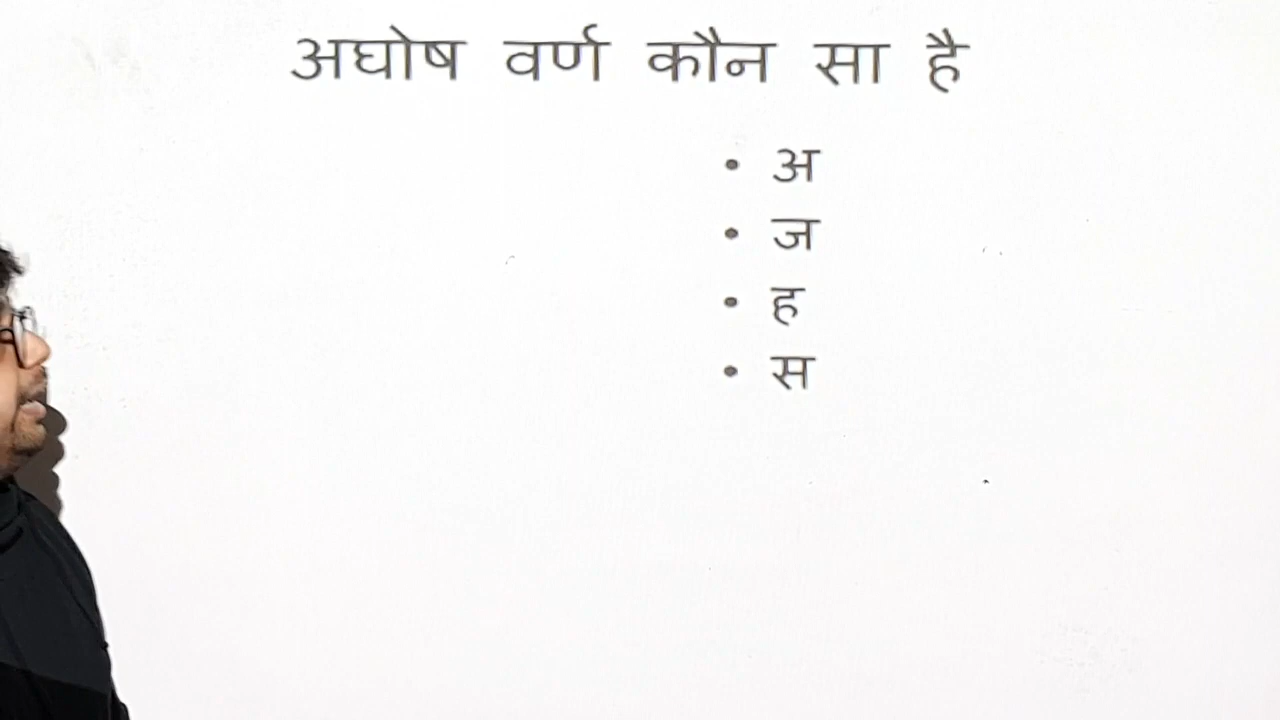 अघोष वर्ण कौन सा है
• अ
• ज
• ह
• स